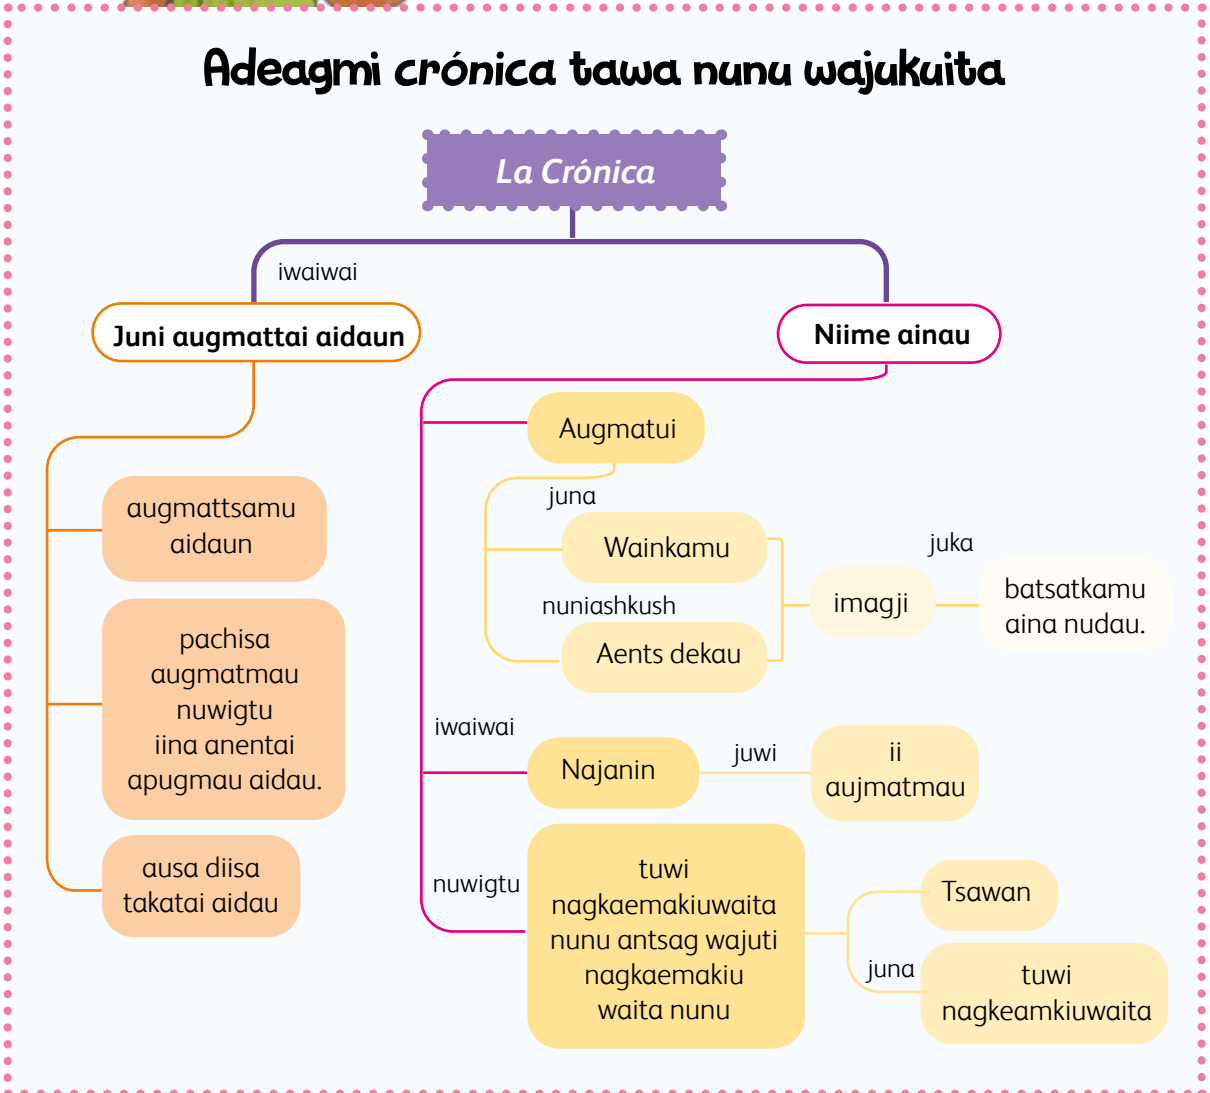 Adeagmi crónica tawa nunu wajukuita
La Crónica
iwaiwai
Juni augmattai aidaun
augmattsamu
aidaun
pachisa
augmatmau
nuwigtu
iina anentai
apugmau aidau.
ausa diisa
takatai aidau
Niime ainau
Augmatui
juna
Wainkamu
nuniashkush
Aents dekau
imagji
juka
batsatkamu
aina nudau.
iwaiwai
Najanin
juwi
ii
aujmatmau
nuwigtu
tuwi
nagkaemakiuwaita
nunu antsag wajuti
nagkaemakiu
waita nunu
Tsawan
juna
tuwi
nagkeamkiuwaita